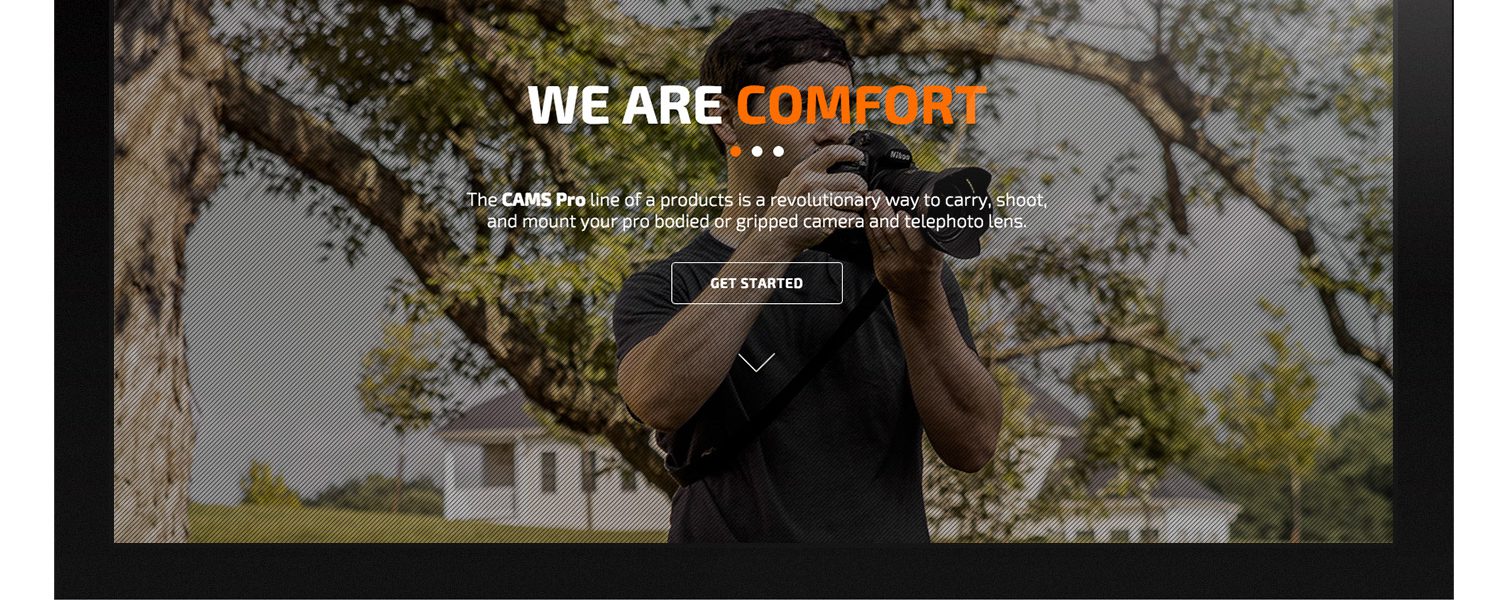 WE ARE COMFORT
Nikon
The CAMS Pro line of a products is a revolutionary way to carry, shoot,
and mount your pro bodied or gripped camera and telephoto lens.
GET STARTED